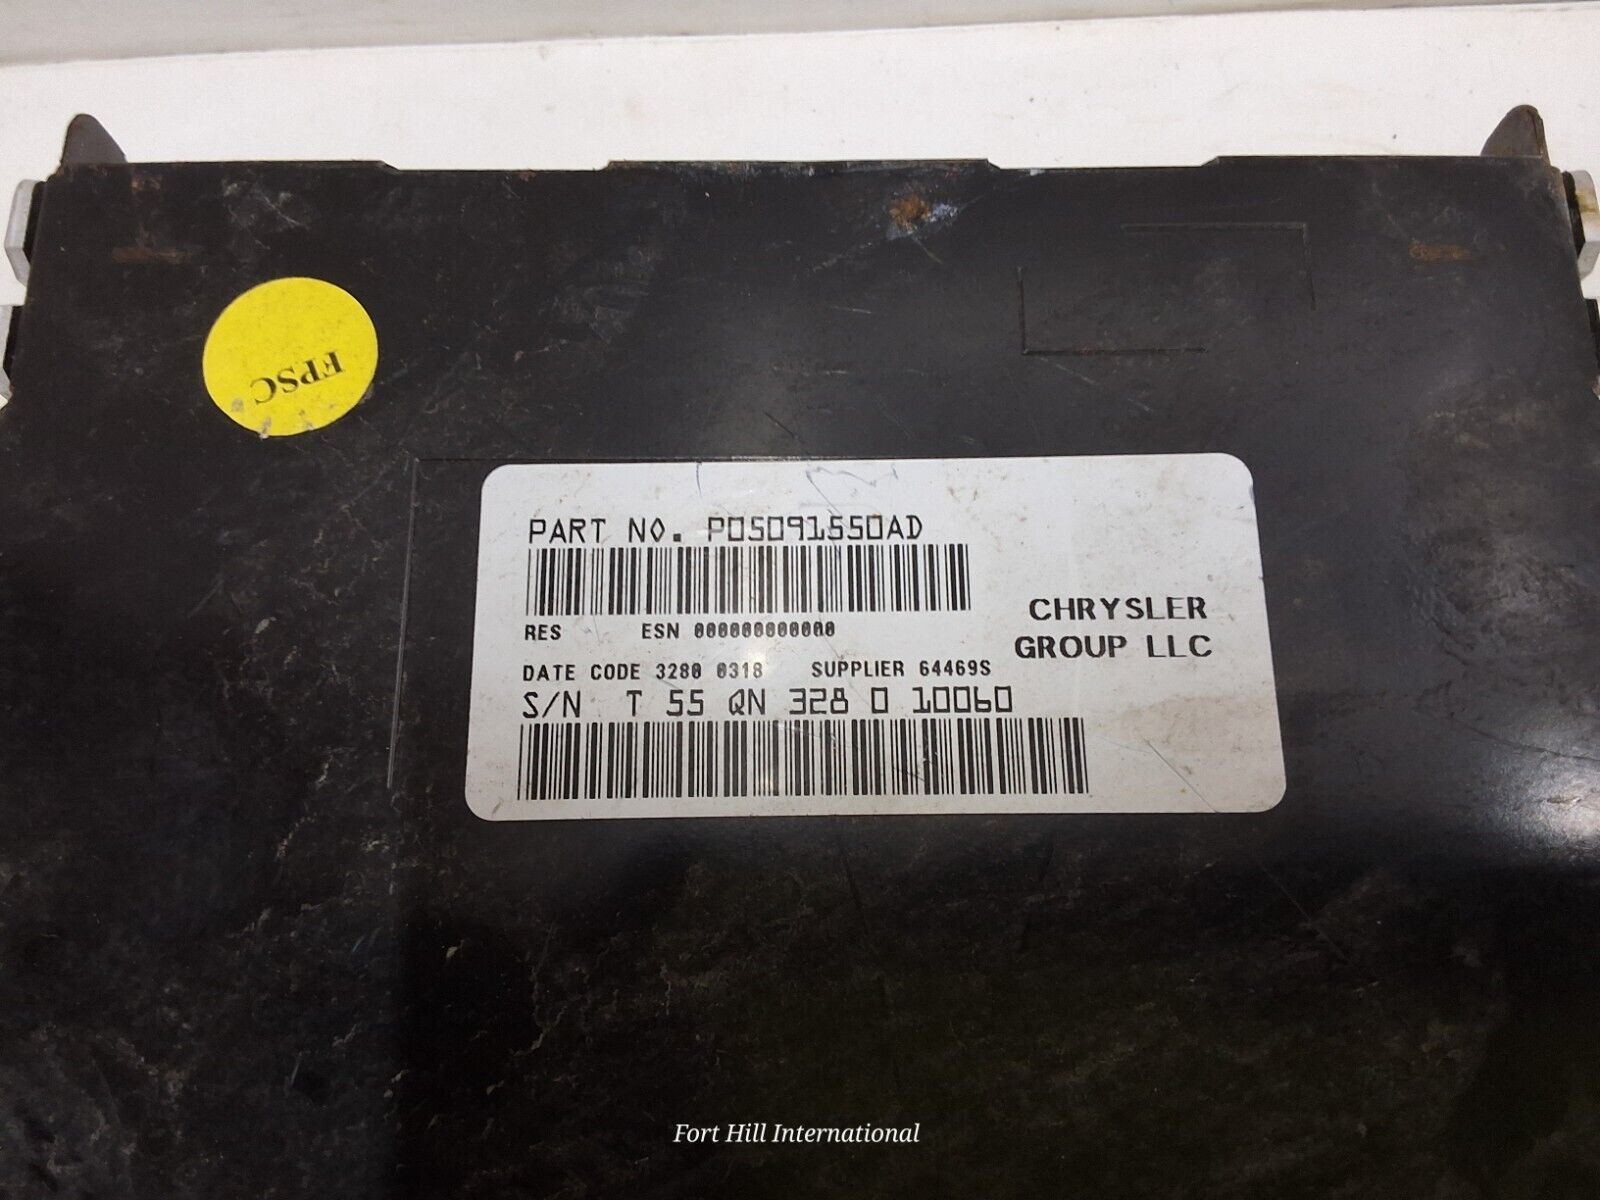 FPSC
PART NO. P05091550AD
RES ESN 000000000000
CHRYSLER
GROUP LLC
DATE CODE 3280 0318 SUPPLIER 64469S
S/N T 55 QN 328 0 10060
Fort Hill International